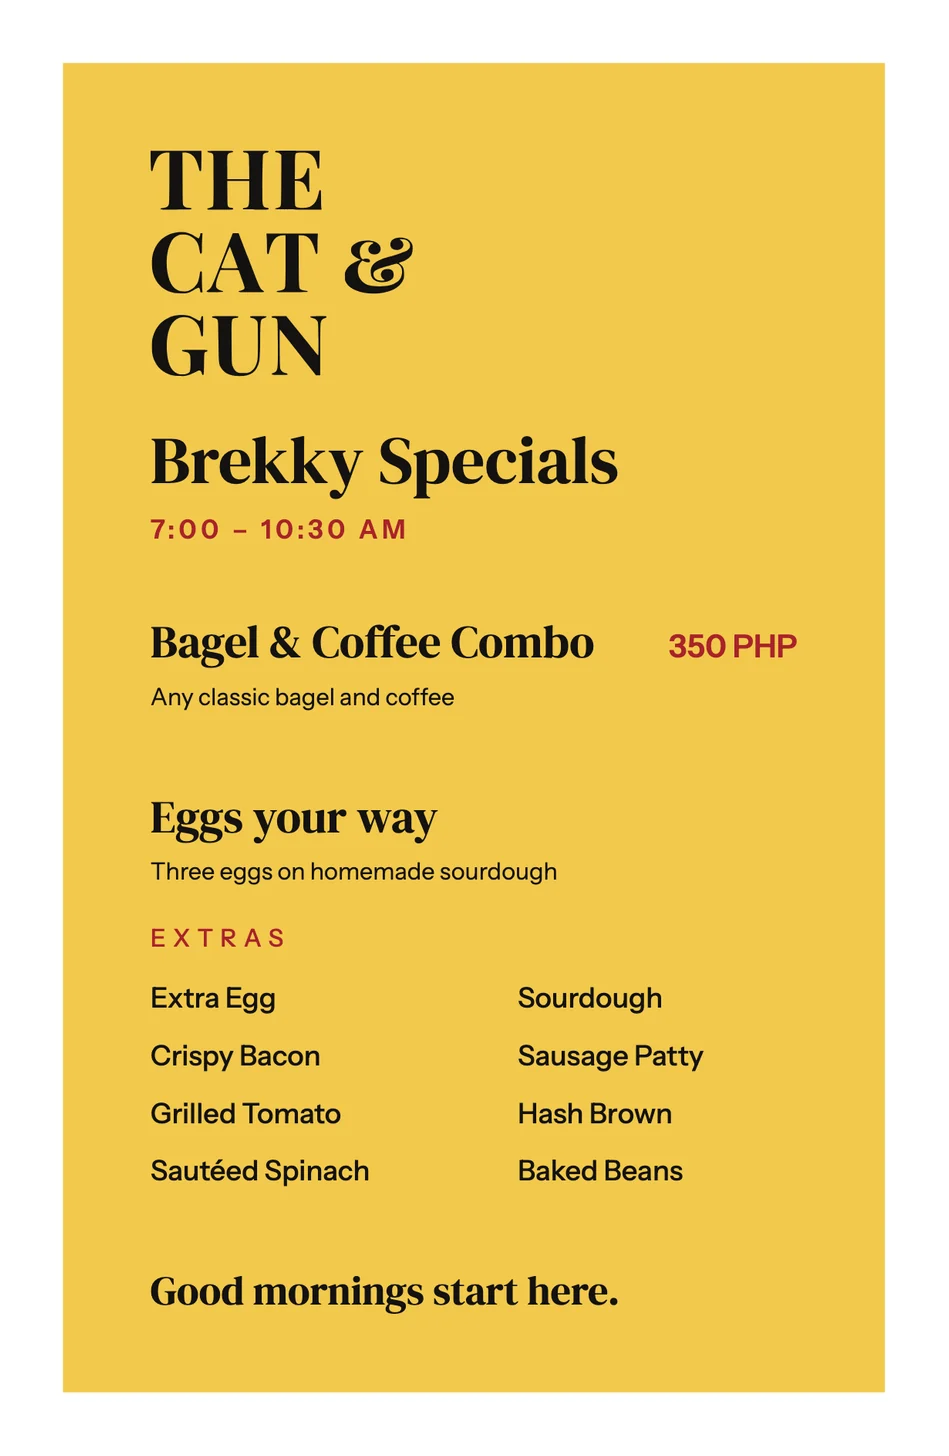 THE
CAT &
GUN
Brekky Specials
7:00 – 10:30 AM
Bagel & Coffee Combo 350 PHP
Any classic bagel and coffee
Eggs your way
Three eggs on homemade sourdough
EXTRAS
Extra Egg Sourdough
Crispy Bacon Sausage Patty
Grilled Tomato Hash Brown
Sautéed Spinach Baked Beans
Good mornings start here.